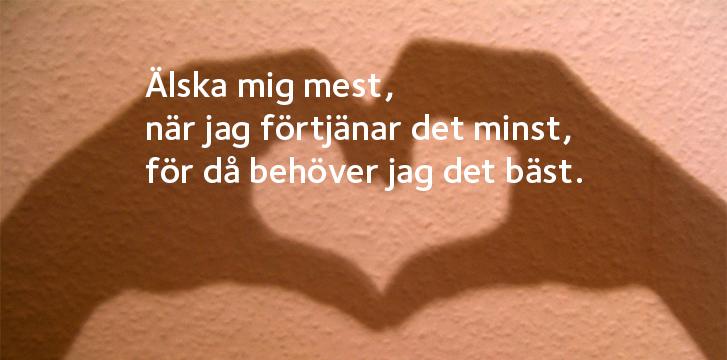 Älska mig mest,
när jag förtjänar det minst,
för då behöver jag det bäst.